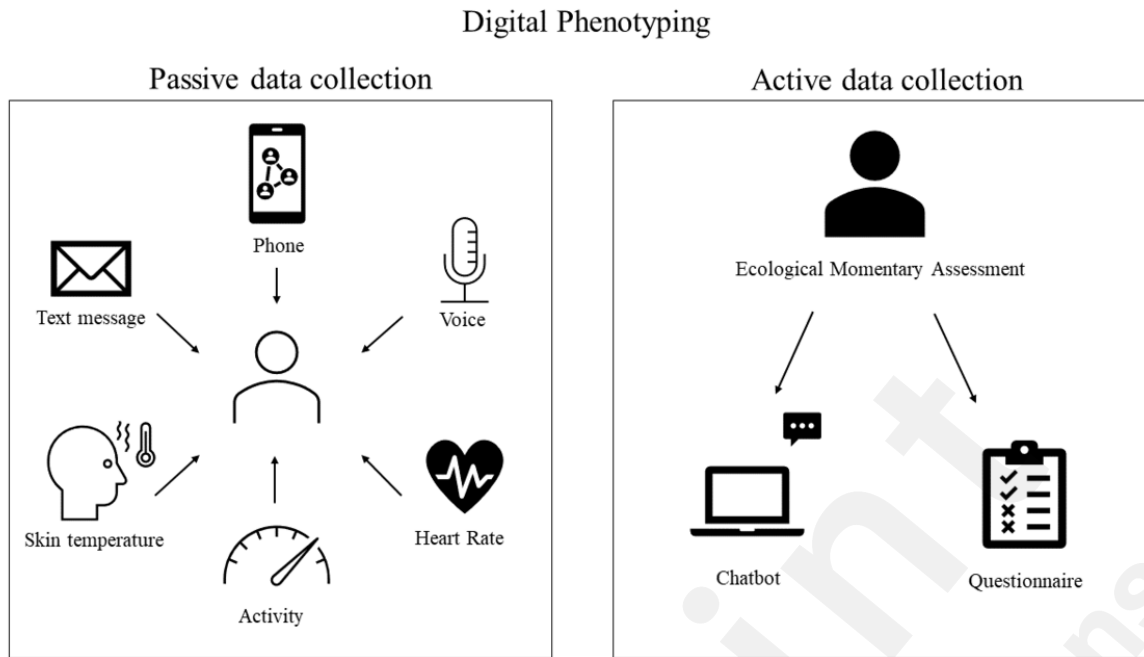 Digital Phenotyping
Passive data collection
Phone
Text message
Voice
Skin temperature
Heart Rate
Activity
Active data collection
Ecological Momentary Assessment
Chatbot
Questionnaire